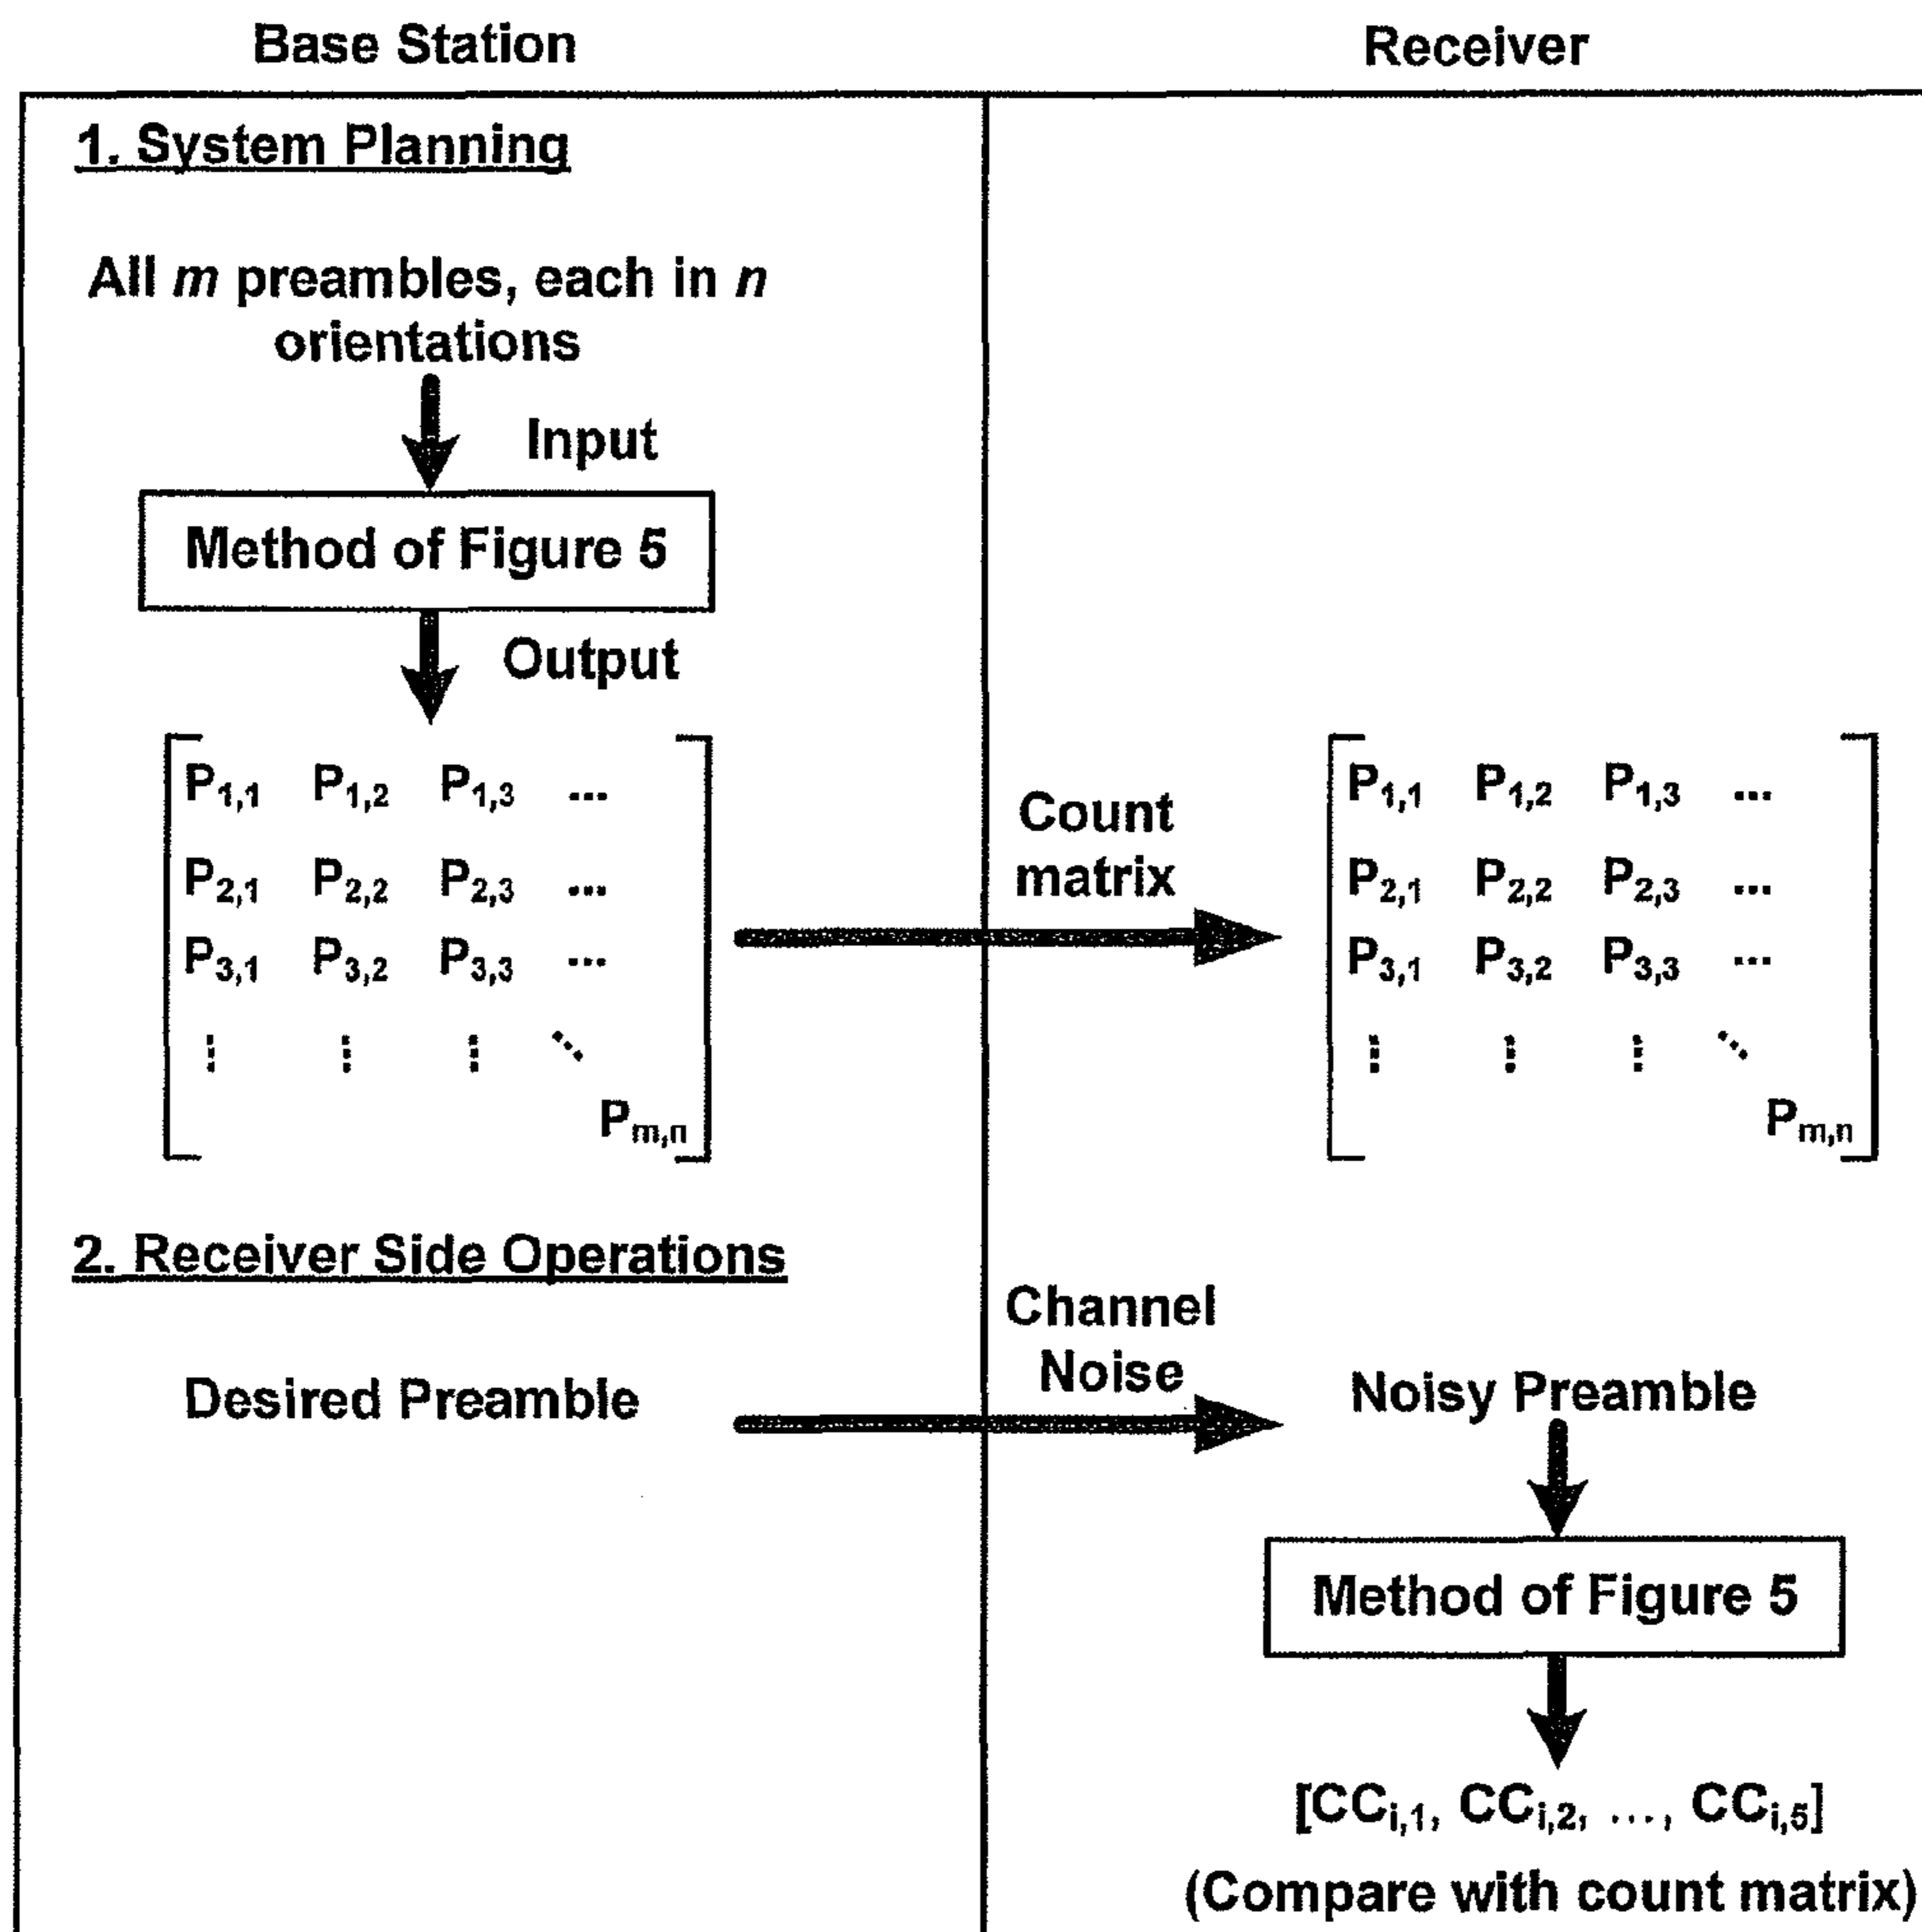 Base Station
Receiver
1. System Planning
All m preambles, each in n
orientations
Input
Method of Figure 5
Output
P1,1 P1,2 P1,3 ...
P2,1 P2,2 P2,3 ...
P3,1 P3,2 P3,3 ...
Pm,n
Count
matrix
P1,1 P1,2 P1,3 ...
P2,1 P2,2 P2,3 ...
P3,1 P3,2 P3,3 ...
Pm,n
2. Receiver Side Operations
Desired Preamble
Channel
Noise
Noisy Preamble
Method of Figure 5
[CCi,1, CCi,2, ..., CCi,5]
(Compare with count matrix)